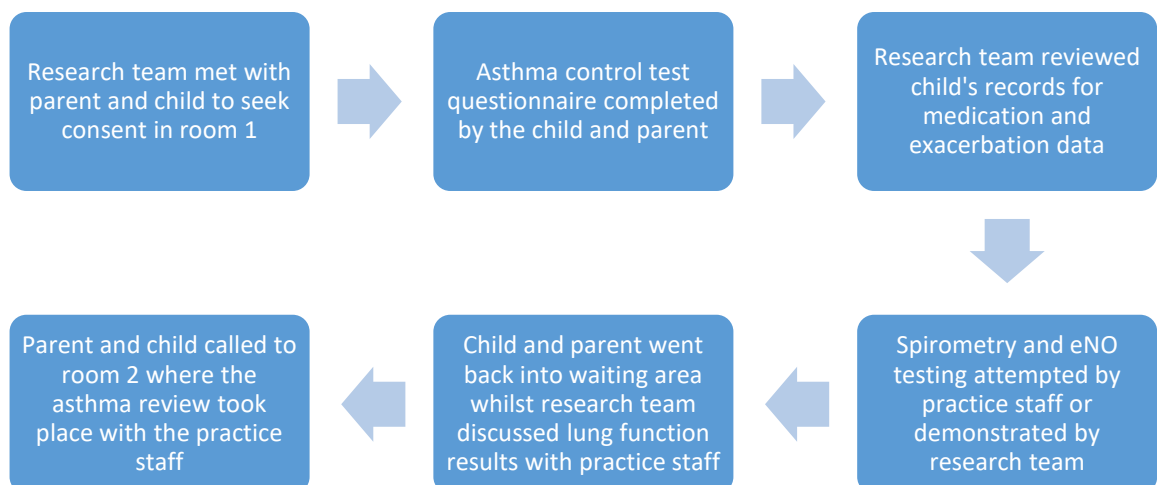 Research team met with
parent and child to seek
consent in room 1
Asthma control test
questionnaire completed
by the child and parent
Research team reviewed
child's records for
medication and
exacerbation data
Spirometry and eNO
testing attempted by
practice staff or
demonstrated by
research team
Child and parent went
back into waiting area
whilst research team
discussed lung function
results with practice staff
Parent and child called to
room 2 where the
asthma review took
place with the practice
staff